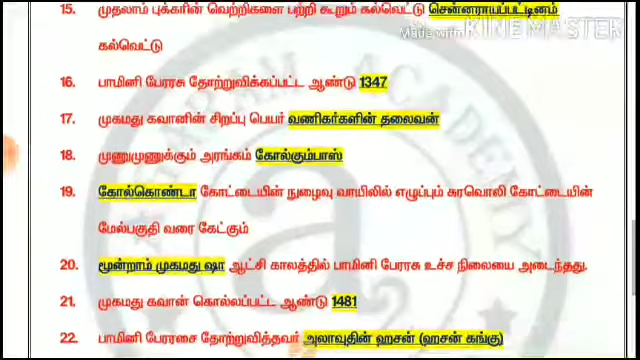 15. முதலாம் புக்கரின் வெற்றிகளை பற்றி கூறும் கல்வெட்டு சென்னராயப்பட்டினம்
Made with KINEMASTER
கல்வெட்டு
16. பாமினி பேரரசு தோற்றுவிக்கப்பட்ட ஆண்டு 1347
17. முகமது கவானின் சிறப்பு பெயர் வணிகர்களின் தலைவன்
18. முணுமுணுக்கும் அரங்கம் கோல்கும்பாஸ்
19. கோல்கொண்டா கோட்டையின் நுழைவு வாயிலில் எழுப்பும் கரவொலி கோட்டையின்
மேல்பகுதி வரை கேட்கும்
20. மூன்றாம் முகமது ஷா ஆட்சி காலத்தில் பாமினி பேரரசு உச்ச நிலையை அடைந்தது.
21. முகமது கவான் கொல்லப்பட்ட ஆண்டு 1481
22. பாமினி பேரரசை தோற்றுவித்தவர் அலாவுதின் ஹசன் (ஹசன் கங்கு)
ACADEMY